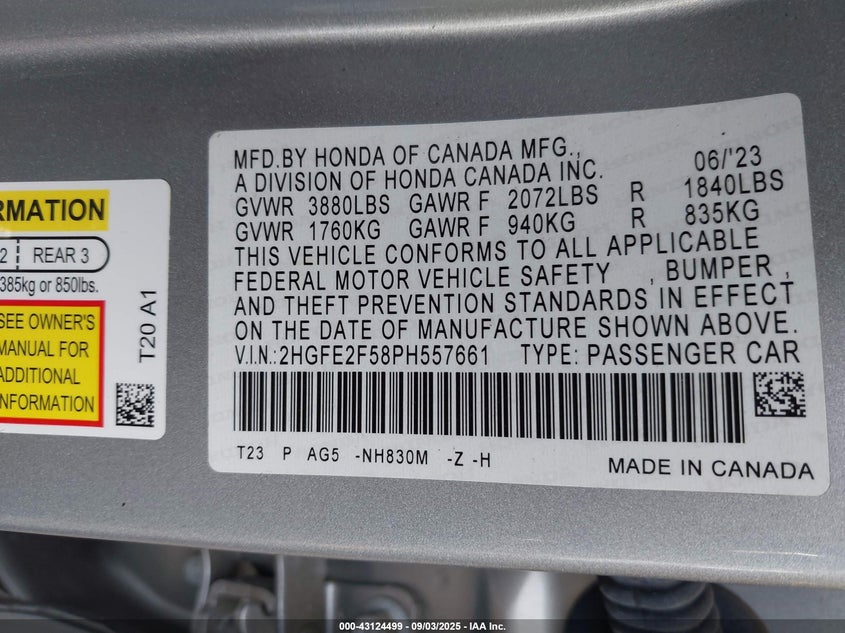 MFD.BY HONDA OF CANADA MFG., 06/'23
A DIVISION OF HONDA CANADA INC.
GVWR 3880LBS GAWR F 2072LBS R 1840LBS
GVWR 1760KG GAWR F 940KG R 835KG
THIS VEHICLE CONFORMS TO ALL APPLICABLE
FEDERAL MOTOR VEHICLE SAFETY , BUMPER ,
AND THEFT PREVENTION STANDARDS IN EFFECT
ON THE DATE OF MANUFACTURE SHOWN ABOVE.
V.I.N.:2HGFE2F58PH557661 TYPE: PASSENGER CAR
T23 P AG5 -NH830M -Z -H
MADE IN CANADA
RMATION
2 REAR 3
385kg or 850lbs.
SEE OWNER'S
MANUAL FOR
ADDITIONAL
INFORMATION
T20 A1
000-43124499 - 09/03/2025 - IAA Inc.